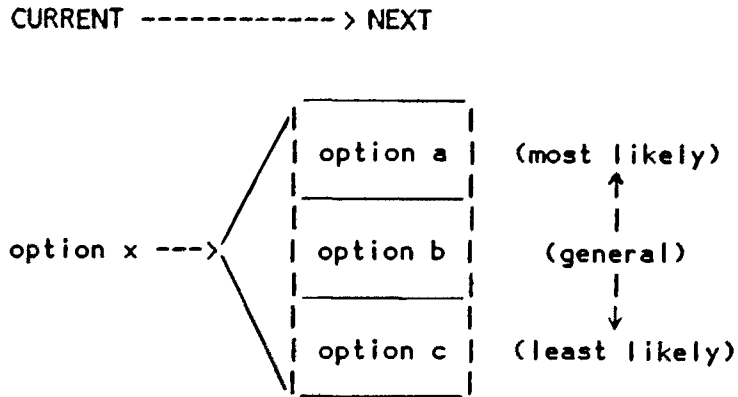 CURRENT ------------> NEXT
option a (most likely)
option x ---> option b (general)
option c (least likely)